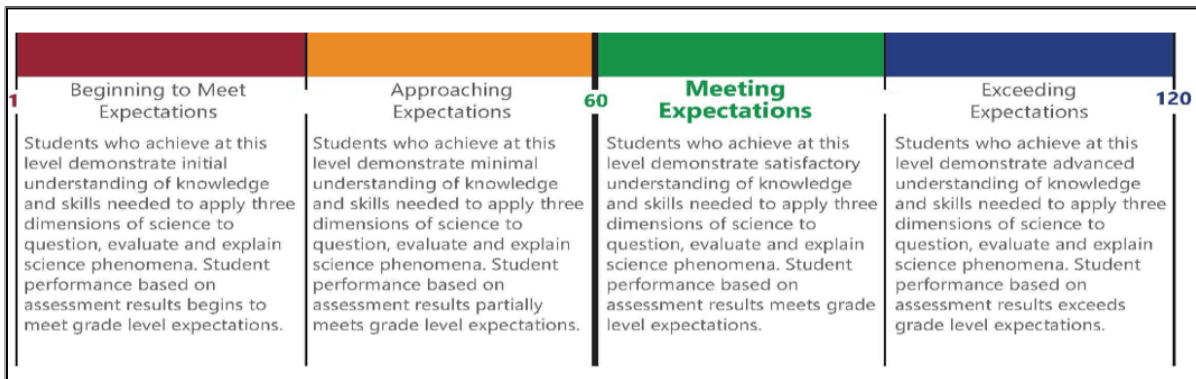 Beginning to Meet
Expectations
1
Students who achieve at this
level demonstrate initial
understanding of knowledge
and skills needed to apply three
dimensions of science to
question, evaluate and explain
science phenomena. Student
performance based on
assessment results begins to
meet grade level expectations.
Approaching
Expectations
60
Students who achieve at this
level demonstrate minimal
understanding of knowledge
and skills needed to apply three
dimensions of science to
question, evaluate and explain
science phenomena. Student
performance based on
assessment results partially
meets grade level expectations.
Meeting
Expectations
Students who achieve at this
level demonstrate satisfactory
understanding of knowledge
and skills needed to apply three
dimensions of science to
question, evaluate and explain
science phenomena. Student
performance based on
assessment results meets grade
level expectations.
Exceeding
Expectations
120
Students who achieve at this
level demonstrate advanced
understanding of knowledge
and skills needed to apply three
dimensions of science to
question, evaluate and explain
science phenomena. Student
performance based on
assessment results exceeds
grade level expectations.